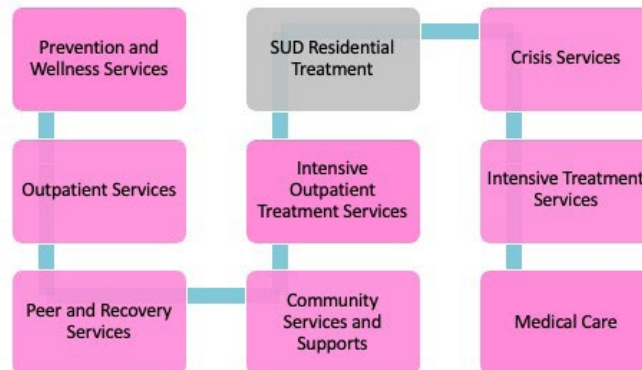 Prevention and
Wellness Services
Outpatient Services
Peer and Recovery
Services
Community
Services and
Supports
Intensive
Outpatient
Treatment Services
SUD Residential
Treatment
Crisis Services
Intensive Treatment
Services
Medical Care